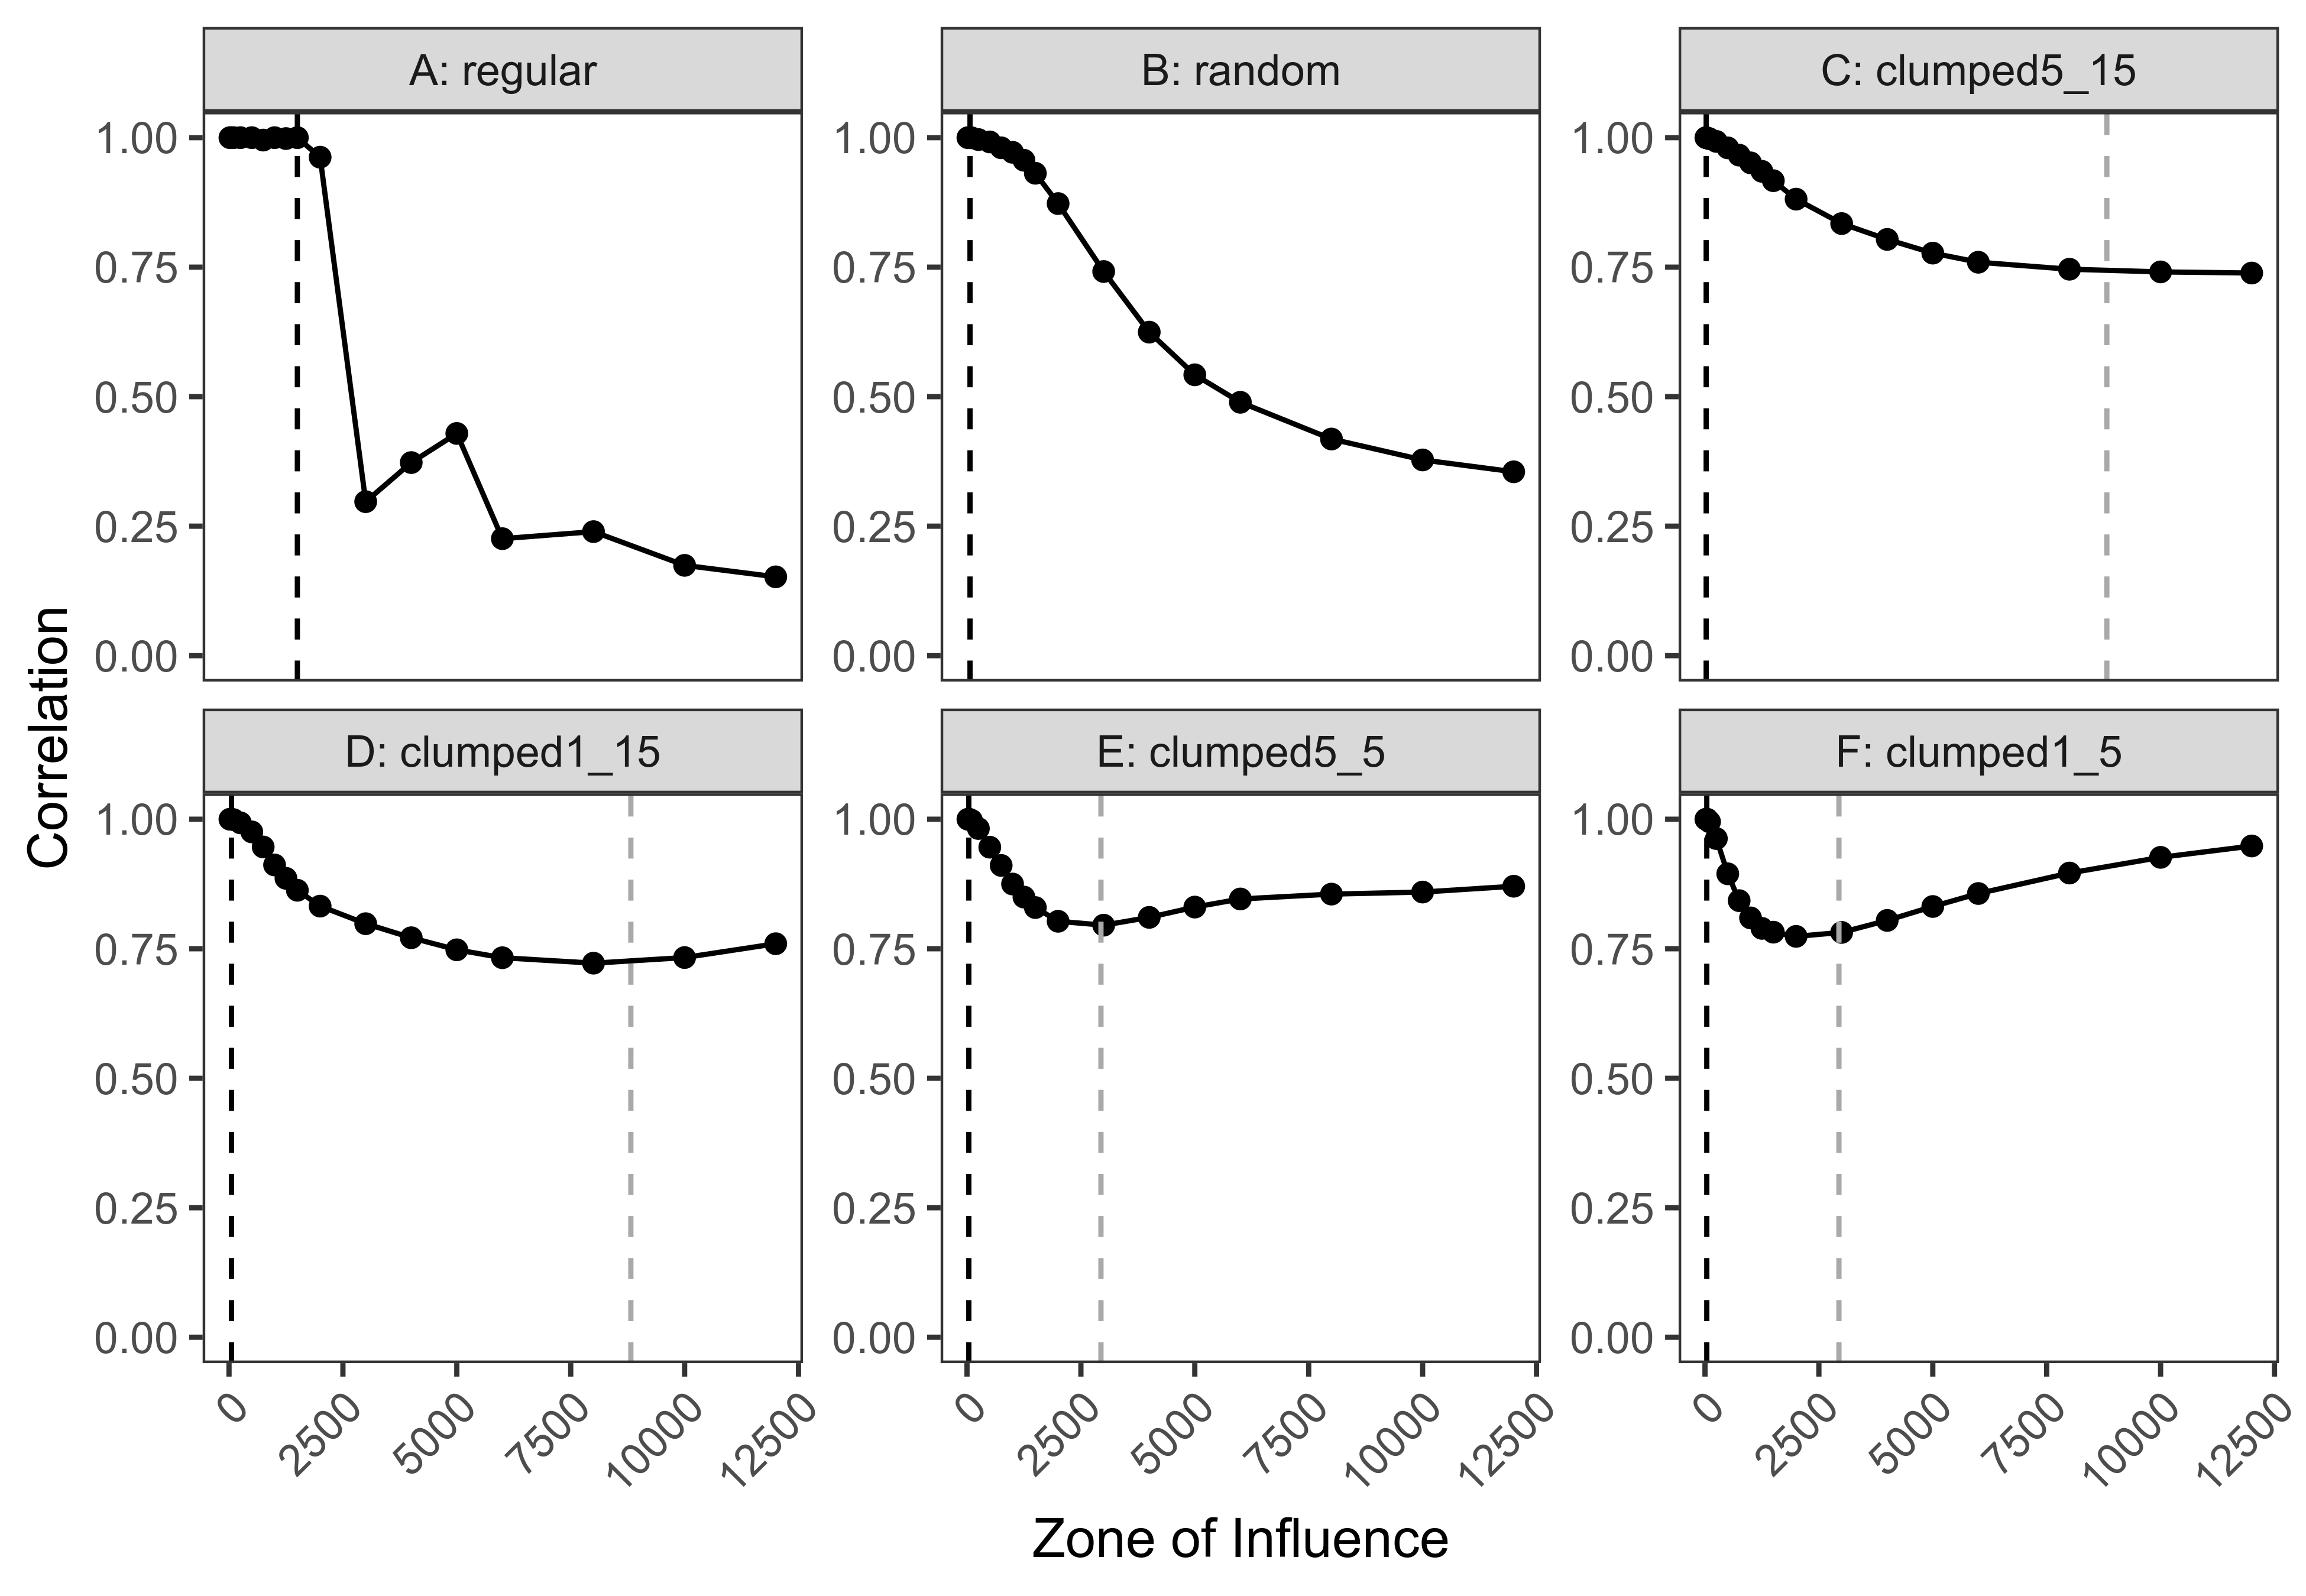 A: regular
B: random
C: clumped5_15
1.00
0.75
0.50
0.25
0.00
1.00
0.75
0.50
0.25
0.00
1.00
0.75
0.50
0.25
0.00
Correlation
D: clumped1_15
E: clumped5_5
F: clumped1_5
1.00
0.75
0.50
0.25
0.00
1.00
0.75
0.50
0.25
0.00
1.00
0.75
0.50
0.25
0.00
0 2500 5000 7500 10000 12500
0 2500 5000 7500 10000 12500
0 2500 5000 7500 10000 12500
Zone of Influence